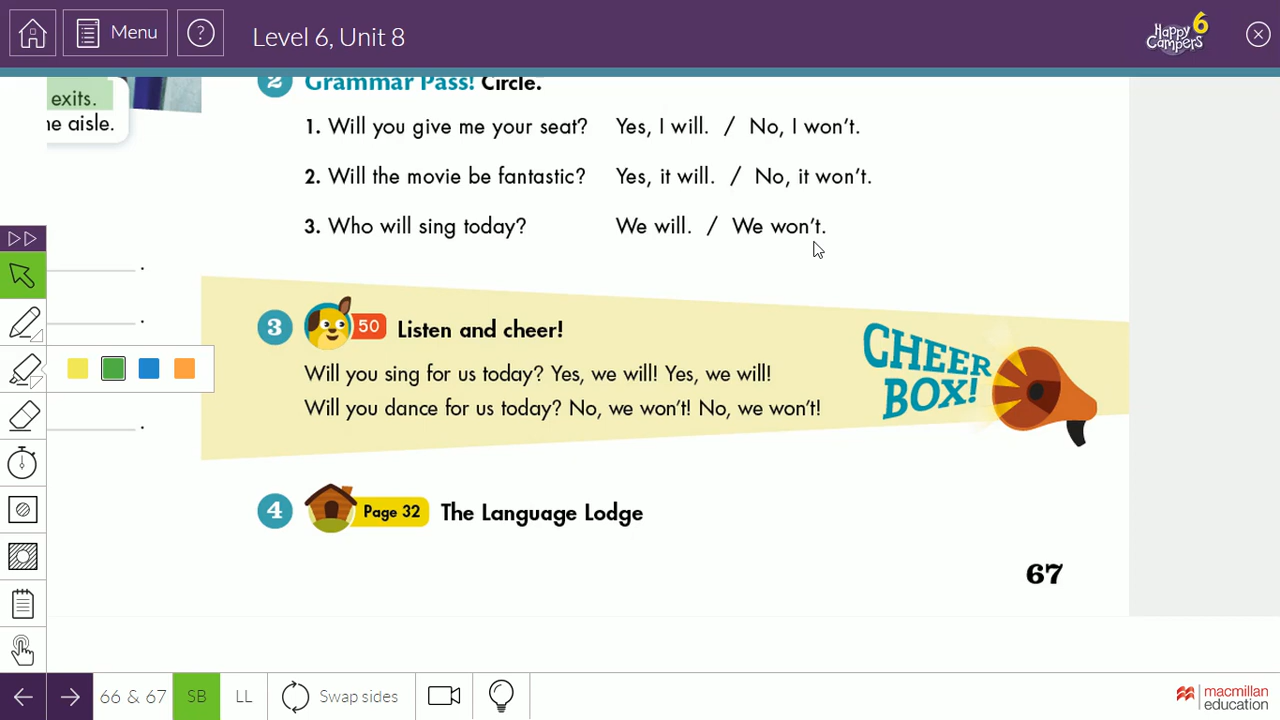 Menu
?
Level 6, Unit 8
Happy Campers 6
exits.
ne aisle.
2 Grammar Pass! Circle.
1. Will you give me your seat? Yes, I will. / No, I won't.
2. Will the movie be fantastic? Yes, it will. / No, it won't.
3. Who will sing today? We will. / We won't.
3 50 Listen and cheer!
Will you sing for us today? Yes, we will! Yes, we will!
Will you dance for us today? No, we won't! No, we won't!
CHEER
BOX!
4 Page 32 The Language Lodge
67
66 & 67
SB
LL
Swap sides
macmillan
education